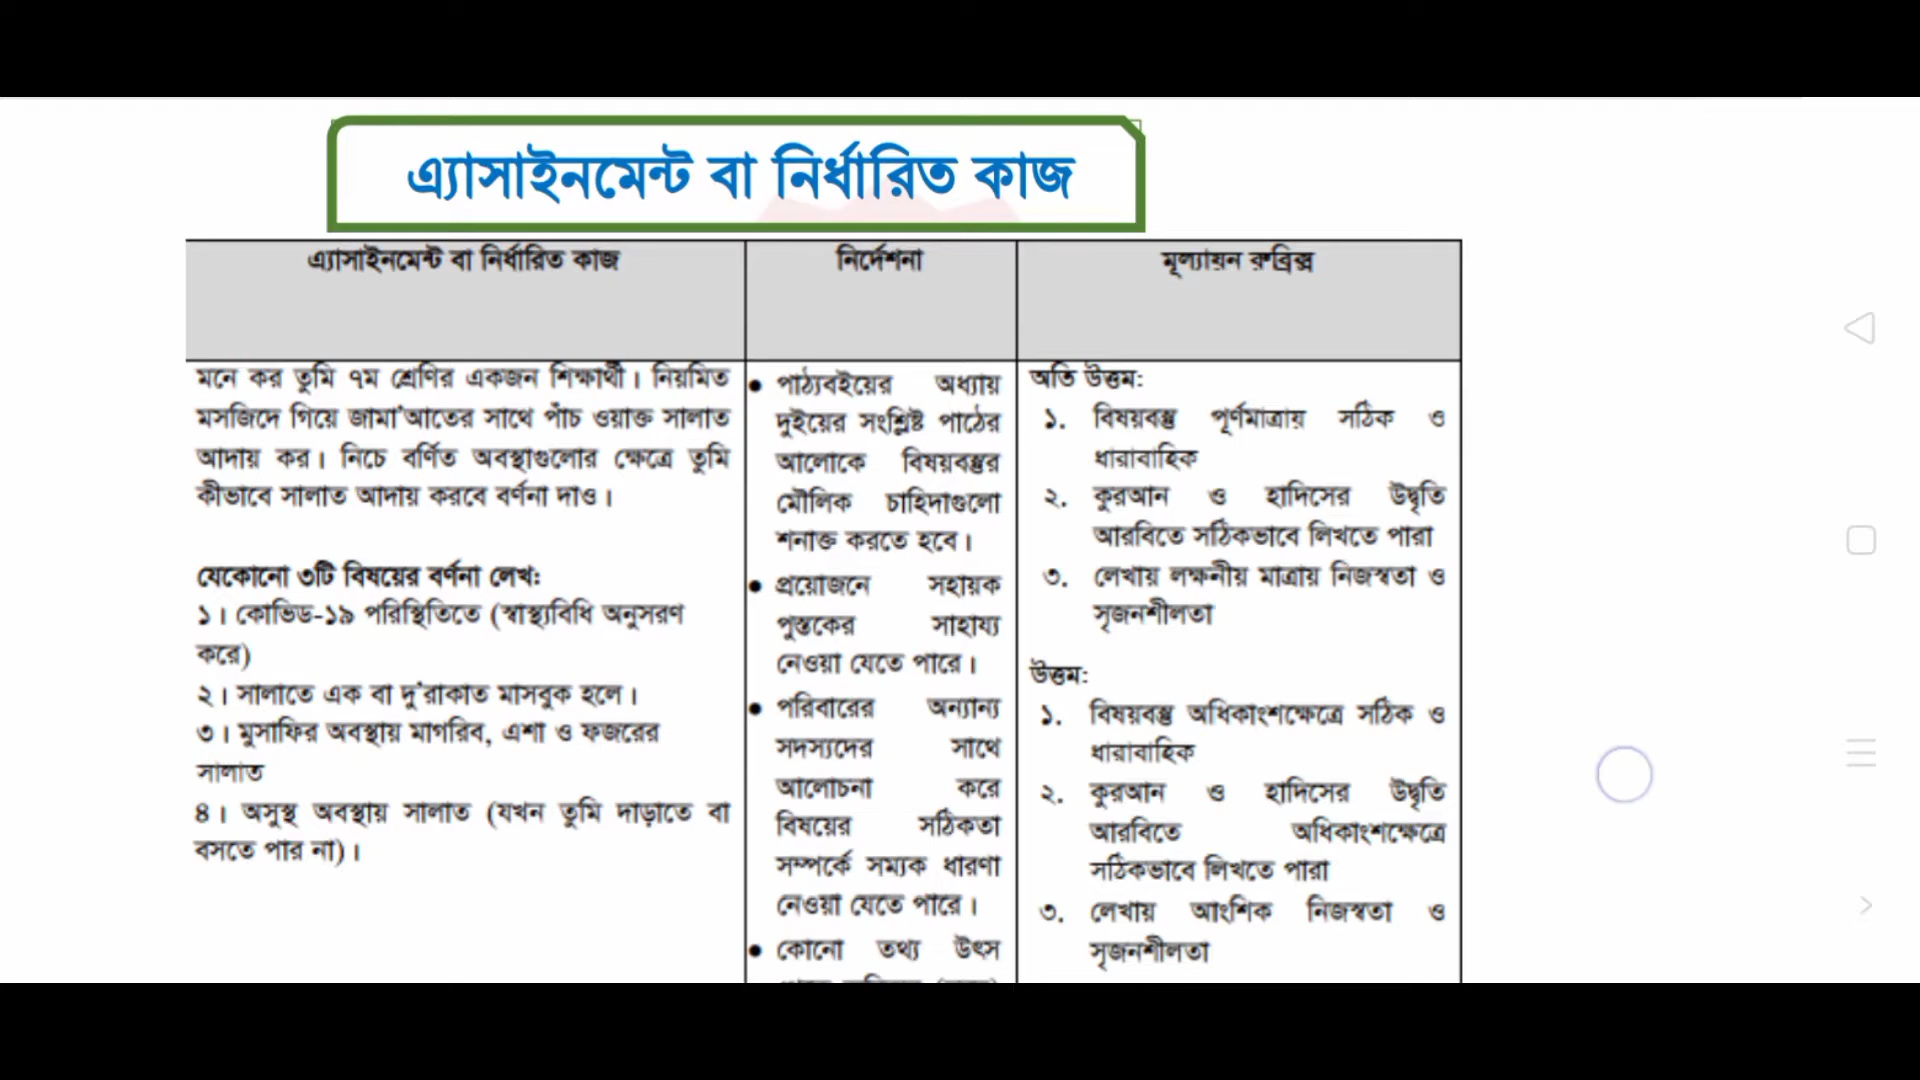 এ্যাসাইনমেন্ট বা নির্ধারিত কাজ
এ্যাসাইনমেন্ট বা নির্ধারিত কাজ
মনে কর তুমি ৭ম শ্রেণির একজন শিক্ষার্থী। নিয়মিত
মসজিদে গিয়ে জামা'আতের সাথে পাঁচ ওয়াক্ত সালাত
আদায় কর। নিচে বর্ণিত অবস্থাগুলোর ক্ষেত্রে তুমি
কীভাবে সালাত আদায় করবে বর্ণনা দাও।
যেকোনো ৩টি বিষয়ের বর্ণনা লেখ:
১। কোভিড-১৯ পরিস্থিতিতে (স্বাস্থ্যবিধি অনুসরণ
করে)
২। সালাতে এক বা দু'রাকাত মাসবুক হলে।
৩। মুসাফির অবস্থায় মাগরিব, এশা ও ফজরের
সালাত
৪। অসুস্থ অবস্থায় সালাত (যখন তুমি দাড়াতে বা
বসতে পার না)।
নির্দেশনা
● পাঠ্যবইয়ের অধ্যায়
দুইয়ের সংশ্লিষ্ট পাঠের
আলোকে বিষয়বস্তুর
মৌলিক চাহিদাগুলো
শনাক্ত করতে হবে।
● প্রয়োজনে সহায়ক
পুস্তকের সাহায্য
নেওয়া যেতে পারে।
● পরিবারের অন্যান্য
সদস্যদের সাথে
আলোচনা করে
বিষয়ের সঠিকতা
সম্পর্কে সম্যক ধারণা
নেওয়া যেতে পারে।
● কোনো তথ্য উৎস
মূল্যায়ন রুব্রিক্স
অতি উত্তম:
১. বিষয়বস্তু পূর্ণমাত্রায় সঠিক ও
ধারাবাহিক
২. কুরআন ও হাদিসের উদ্বৃতি
আরবিতে সঠিকভাবে লিখতে পারা
৩. লেখায় লক্ষনীয় মাত্রায় নিজস্বতা ও
সৃজনশীলতা
উত্তম:
১. বিষয়বস্তু অধিকাংশক্ষেত্রে সঠিক ও
ধারাবাহিক
২. কুরআন ও হাদিসের উদ্বৃতি
আরবিতে অধিকাংশক্ষেত্রে
সঠিকভাবে লিখতে পারা
৩. লেখায় আংশিক নিজস্বতা ও
সৃজনশীলতা